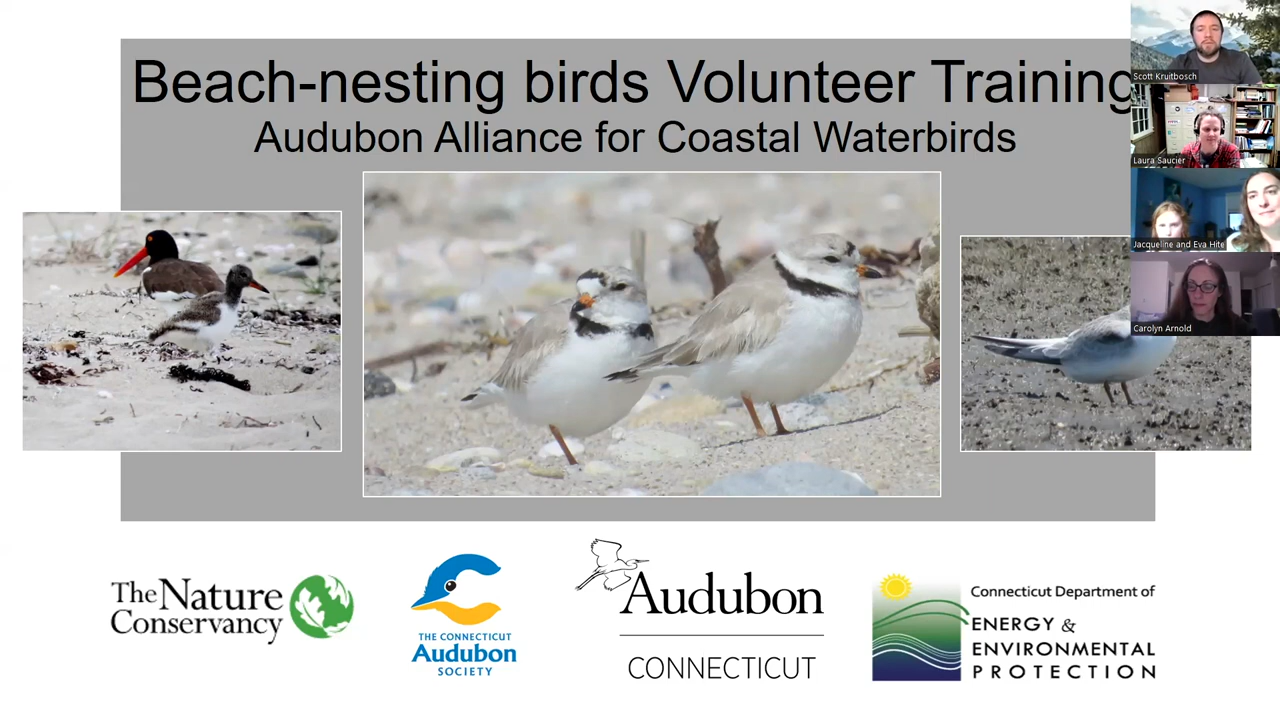 Beach-nesting birds Volunteer Training
Audubon Alliance for Coastal Waterbirds
Scott Kruitbosch
Laura Saucier
Jacqueline and Eva Hite
Carolyn Arnold
The Nature
Conservancy
THE CONNECTICUT
Audubon
SOCIETY
Audubon
CONNECTICUT
Connecticut Department of
ENERGY &
ENVIRONMENTAL
PROTECTION